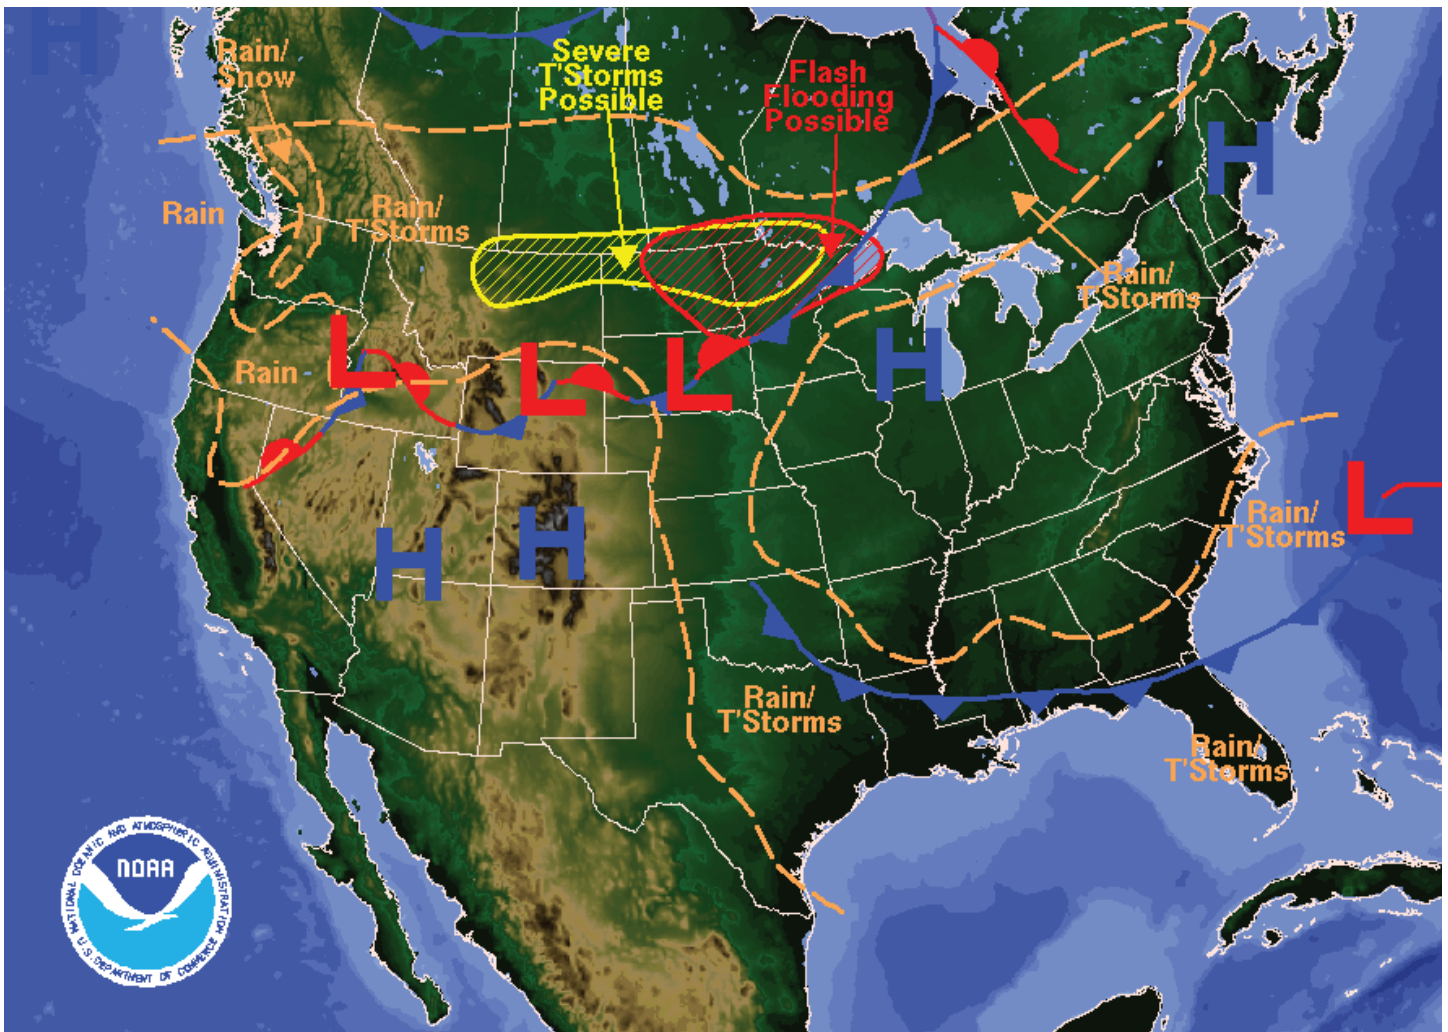 H
Rain/
Snow
Severe
T'Storms
Possible
Flash
Flooding
Possible
H
Rain
Rain/
T'Storms
Rain/
T'Storms
L
L
L
H
Rain
L
Rain/
T'Storms
H
H
Rain/
T'Storms
Rain/
T'Storms
NATIONAL OCEANIC AND ATMOSPHERIC ADMINISTRATION
NOAA
U.S. DEPARTMENT OF COMMERCE